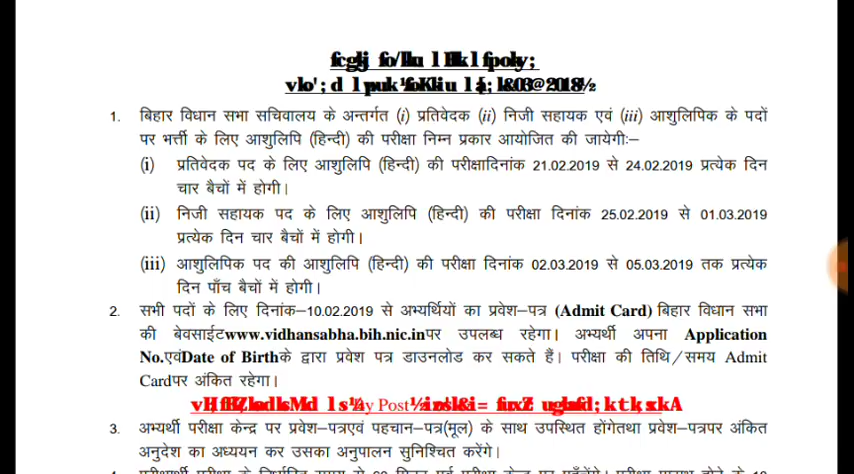 1. बिहार विधान सभा सचिवालय के अन्तर्गत (i) प्रतिवेदक (ii) निजी सहायक एवं (iii) आशुलिपिक के पदों
पर भर्त्ती के लिए आशुलिपि (हिन्दी) की परीक्षा निम्न प्रकार आयोजित की जायेगीः–
(i) प्रतिवेदक पद के लिए आशुलिपि (हिन्दी) की परीक्षादिनांक 21.02.2019 से 24.02.2019 प्रत्येक दिन
चार बैचों में होगी।
(ii) निजी सहायक पद के लिए आशुलिपि (हिन्दी) की परीक्षा दिनांक 25.02.2019 से 01.03.2019
प्रत्येक दिन चार बैचों में होगी।
(iii) आशुलिपिक पद की आशुलिपि (हिन्दी) की परीक्षा दिनांक 02.03.2019 से 05.03.2019 तक प्रत्येक
दिन पाँच बैचों में होगी।
2. सभी पदों के लिए दिनांक–10.02.2019 से अभ्यर्थियों का प्रवेश–पत्र (Admit Card) बिहार विधान सभा
की बेवसाईटwww.vidhansabha.bih.nic.inपर उपलब्ध रहेगा। अभ्यर्थी अपना Application
No.एवंDate of Birthके द्वारा प्रवेश पत्र डाउनलोड कर सकते हैं। परीक्षा की तिथि/समय Admit
Cardपर अंकित रहेगा।
by Post
3. अभ्यर्थी परीक्षा केन्द्र पर प्रवेश–पत्रएवं पहचान–पत्र(मूल) के साथ उपस्थित होंगेतथा प्रवेश–पत्रपर अंकित
अनुदेश का अध्ययन कर उसका अनुपालन सुनिश्चित करेंगे।